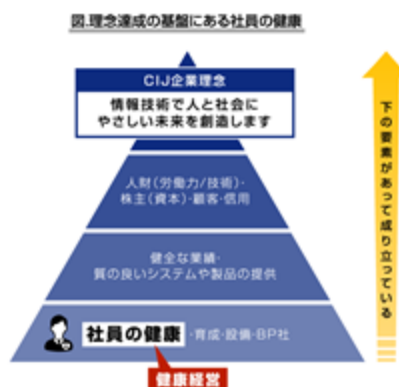 図.理念達成の基盤にある社員の健康
CIJ企業理念
情報技術で人と社会に
やさしい未来を創造します
人財(労働力/技術)・
株主(資本)・顧客・信用
健全な業績・
質の良いシステムや製品の提供
社員の健康・育成・設備・BP社
健康経営
下の要素があって成り立っている